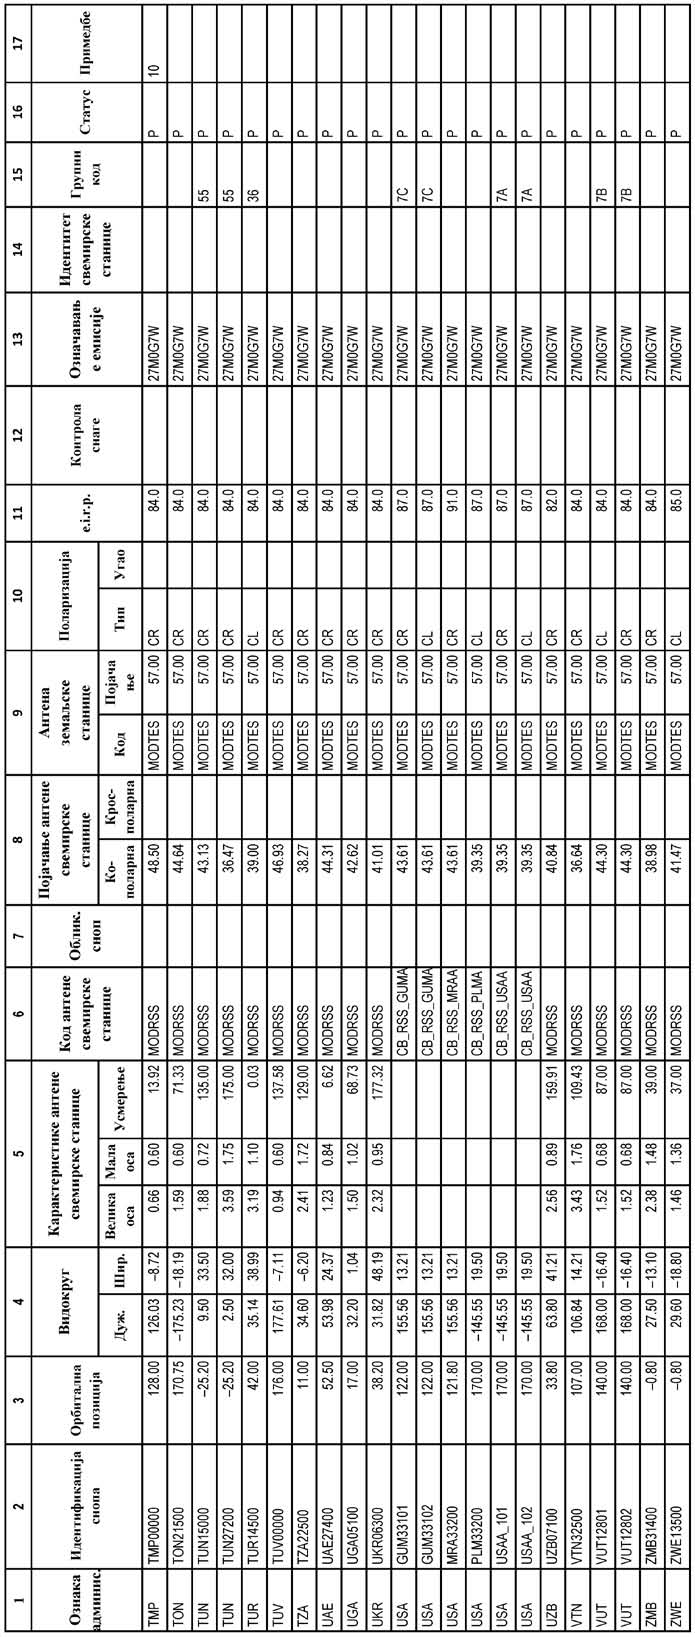 1 2 3 4 5 6 7 8 9 10 11 12 13 14 15 16 17
Ознака админис. Идентификација снопа Орбитална позиција Видокруг Карактеристике антене свемирске станице Код антене свемирске станице Облик. сноп Појачање антене свемирске станице Антена земаљске станице Поларизација e.i.r.p. Контрола снаге Означавањ е емисије Идентитет свемирске станице Групни код Статус Примедбе
Дуж. Шир. Велика оса Мала оса Усмерење Ко- поларна Крос- поларна Код Појача ње Тип Угао
TMP TMP00000 128.00 126.03 –8.72 0.66 0.60 13.92 MODRSS 48.50 MODTES 57.00 CR 84.0 27M0G7W P 10
TON TON21500 170.75 –175.23 –18.19 1.59 0.60 71.33 MODRSS 44.64 MODTES 57.00 CR 84.0 27M0G7W P
TUN TUN15000 –25.20 9.50 33.50 1.88 0.72 135.00 MODRSS 43.13 MODTES 57.00 CR 84.0 27M0G7W 55 P
TUN TUN27200 –25.20 2.50 32.00 3.59 1.75 175.00 MODRSS 36.47 MODTES 57.00 CR 84.0 27M0G7W 55 P
TUR TUR14500 42.00 35.14 38.99 3.19 1.10 0.03 MODRSS 39.00 MODTES 57.00 CL 84.0 27M0G7W 36 P
TUV TUV00000 176.00 177.61 –7.11 0.94 0.60 137.58 MODRSS 46.93 MODTES 57.00 CR 84.0 27M0G7W P
TZA TZA22500 11.00 34.60 –6.20 2.41 1.72 129.00 MODRSS 38.27 MODTES 57.00 CR 84.0 27M0G7W P
UAE UAE27400 52.50 53.98 24.37 1.23 0.84 6.62 MODRSS 44.31 MODTES 57.00 CR 84.0 27M0G7W P
UGA UGA05100 17.00 32.20 1.04 1.50 1.02 68.73 MODRSS 42.62 MODTES 57.00 CR 84.0 27M0G7W P
UKR UKR06300 38.20 31.82 48.19 2.32 0.95 177.32 MODRSS 41.01 MODTES 57.00 CR 84.0 27M0G7W P
USA GUM33101 122.00 155.56 13.21 CB_RSS_GUMA 43.61 MODTES 57.00 CR 87.0 27M0G7W 7C P
USA GUM33102 122.00 155.56 13.21 CB_RSS_GUMA 43.61 MODTES 57.00 CL 87.0 27M0G7W 7C P
USA MRA33200 121.80 155.56 13.21 CB_RSS_MRAA 43.61 MODTES 57.00 CR 91.0 27M0G7W P
USA PLM33200 170.00 –145.55 19.50 CB_RSS_PLMA 39.35 MODTES 57.00 CL 87.0 27M0G7W P
USA USAA_101 170.00 –145.55 19.50 CB_RSS_USAA 39.35 MODTES 57.00 CR 87.0 27M0G7W 7A P
USA USAA_102 170.00 –145.55 19.50 CB_RSS_USAA 39.35 MODTES 57.00 CL 87.0 27M0G7W 7A P
UZB UZB07100 33.80 63.80 41.21 2.56 0.89 159.91 MODRSS 40.84 MODTES 57.00 CR 82.0 27M0G7W P
VTN VTN32500 107.00 106.84 14.21 3.43 1.76 109.43 MODRSS 36.64 MODTES 57.00 CR 84.0 27M0G7W P
VUT VUT12801 140.00 168.00 –16.40 1.52 0.68 87.00 MODRSS 44.30 MODTES 57.00 CL 84.0 27M0G7W 7B P
VUT VUT12802 140.00 168.00 –16.40 1.52 0.68 87.00 MODRSS 44.30 MODTES 57.00 CR 84.0 27M0G7W 7B P
ZMB ZMB31400 –0.80 27.50 –13.10 2.38 1.48 39.00 MODRSS 38.98 MODTES 57.00 CR 84.0 27M0G7W P
ZWE ZWE13500 –0.80 29.60 –18.80 1.46 1.36 37.00 MODRSS 41.47 MODTES 57.00 CL 85.0 27M0G7W P